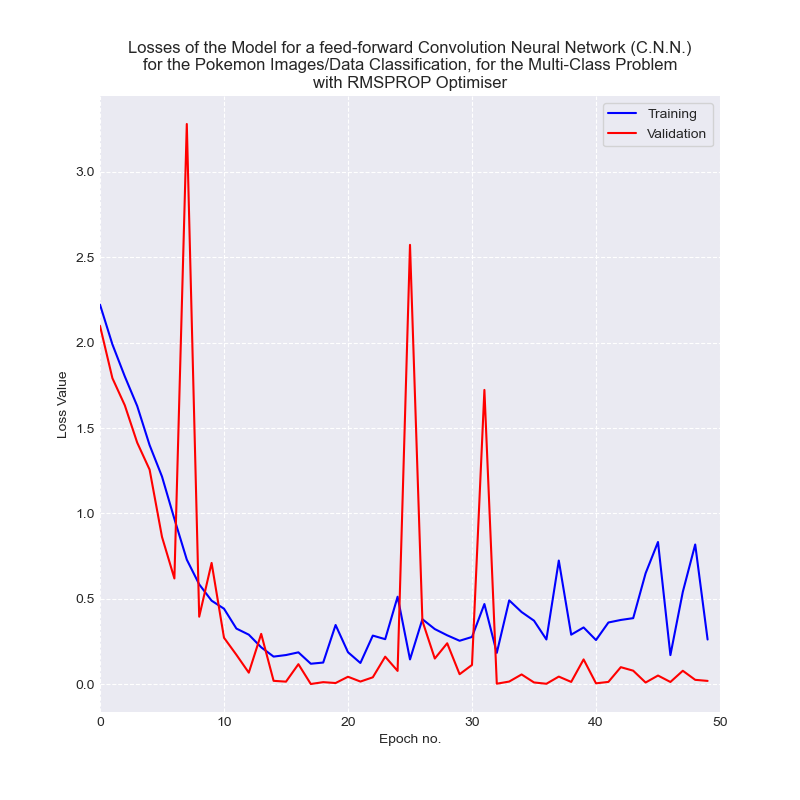 Losses of the Model for a feed-forward Convolution Neural Network (C.N.N.)
for the Pokemon Images/Data Classification, for the Multi-Class Problem
with RMSPROP Optimiser
Training
Validation
3.0
2.5
2.0
1.5
1.0
0.5
0.0
Loss Value
0 10 20 30 40 50
Epoch no.